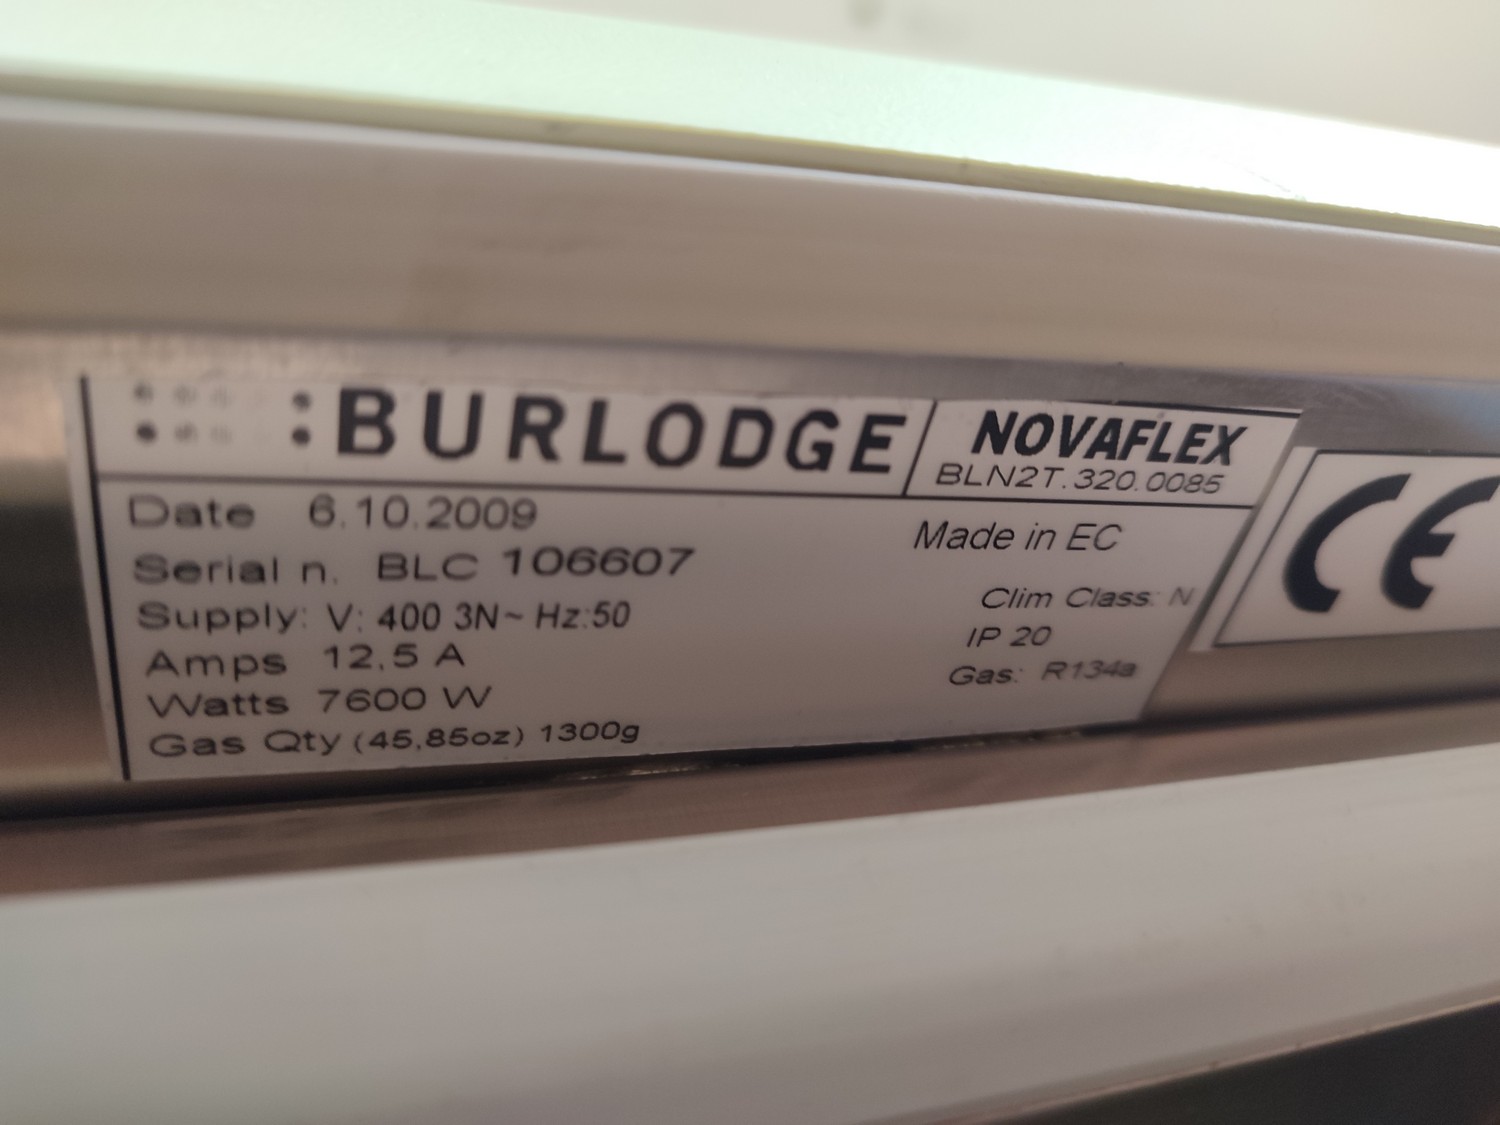 BURLODGE
NOVAFLEX
BLN2T.320.0085
Date 6.10.2009
Made in EC
Serial n. BLC 106607
Clim Class: N
Supply: V: 400 3N~ Hz:50
IP 20
Amps 12,5 A
Gas: R134a
Watts 7600 W
Gas Qty (45,85oz) 1300g
CE